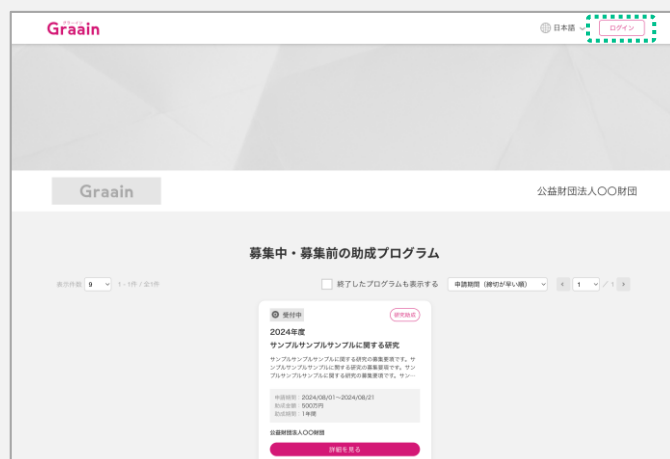 グラーイン
Graain
日本語
ログイン
Graain
公益財団法人〇〇財団
募集中・募集前の助成プログラム
表示件数 9 1 - 1件 / 全1件
終了したプログラムも表示する 申請期間（締切が早い順） 1 / 1
受付中 研究助成
2024年度
サンプルサンプルサンプルに関する研究
サンプルサンプルサンプルに関する研究の募集要項です。サ
ンプルサンプルサンプルに関する研究の募集要項です。サン
プルサンプルサンプルに関する研究の募集要項です。サン…
申請期間：2024/08/01～2024/08/21
助成金額：500万円
助成期間：1年間
公益財団法人〇〇財団
詳細を見る